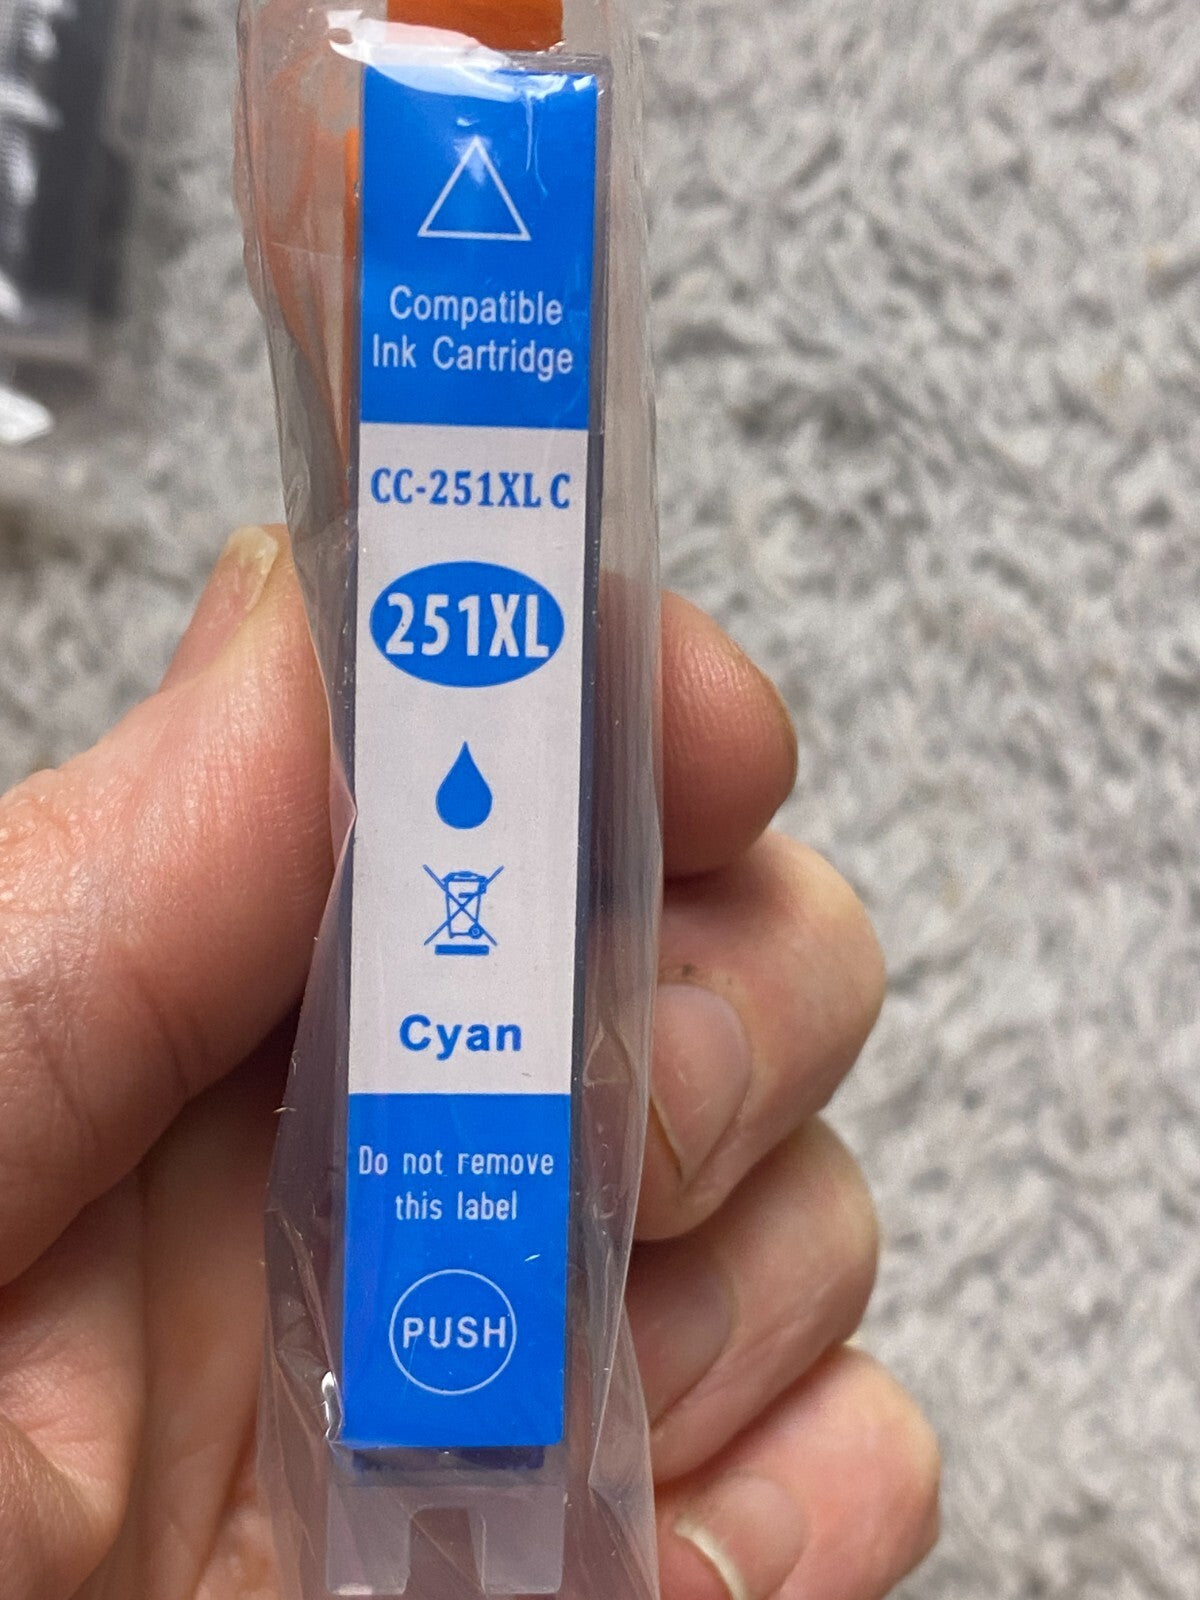 Compatible
Ink Cartridge
CC-251XL C
251XL
Cyan
Do not remove
this label
PUSH